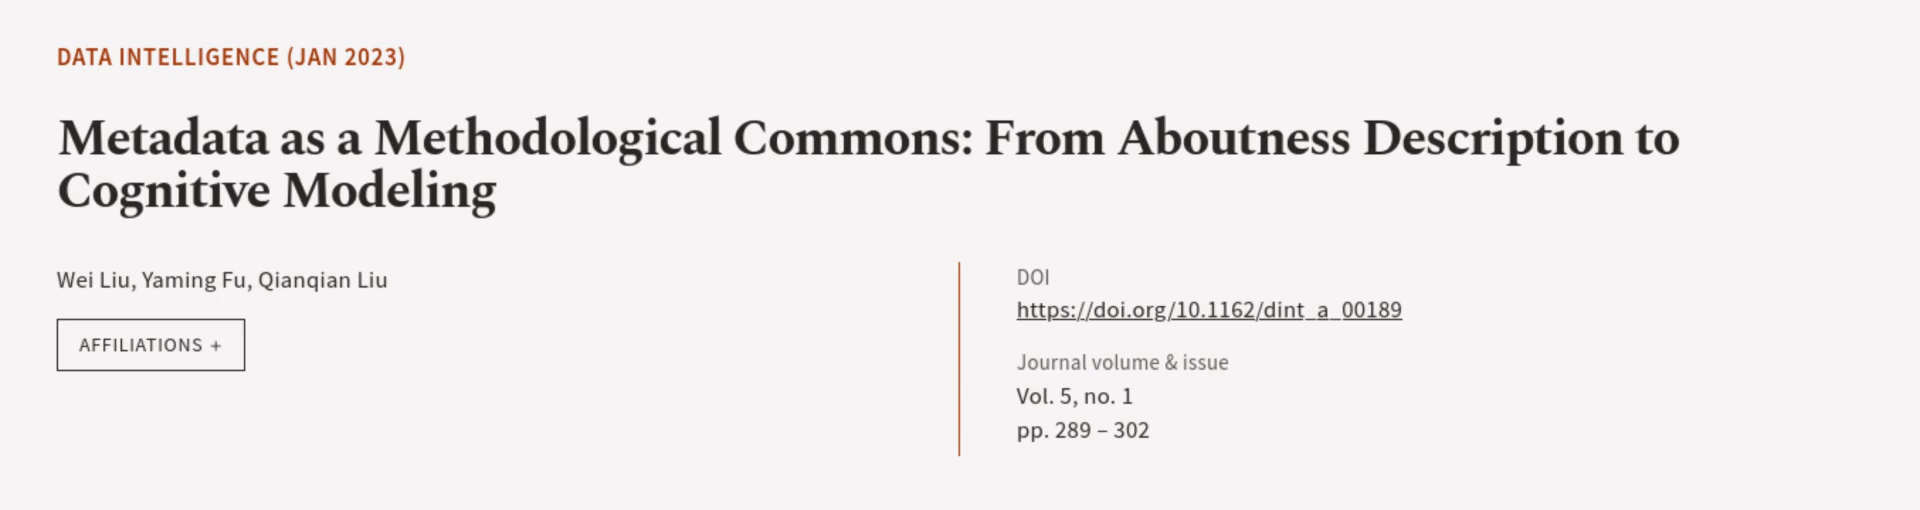 DATA INTELLIGENCE (JAN 2023)
Metadata as a Methodological Commons: From Aboutness Description to
Cognitive Modeling
Wei Liu, Yaming Fu, Qianqian Liu
AFFILIATIONS +
DOI
https://doi.org/10.1162/dint_a_00189
Journal volume & issue
Vol. 5, no. 1
pp. 289 – 302